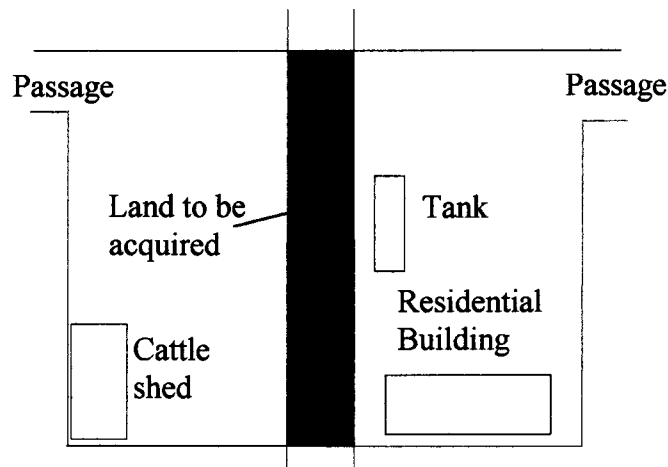 Passage
Passage
Land to be
acquired
Tank
Residential
Building
Cattle
shed